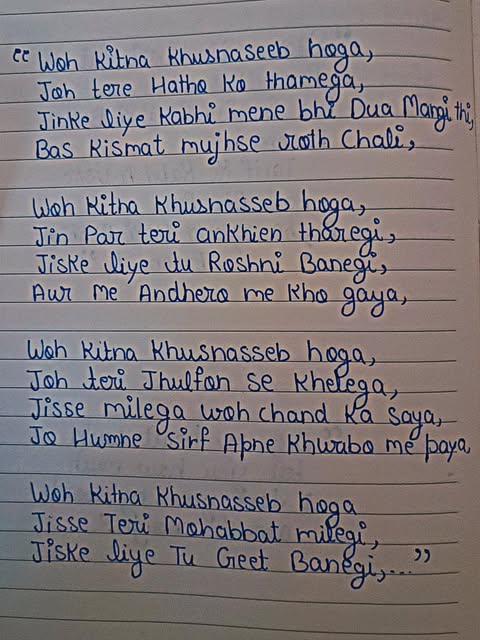 “Woh Kitna Khusnaseeb hoga,
Joh tere Hatho Ko thamega,
Jinke liye Kabhi mene bhi Dua Mangi thi,
Bas Kismat mujhse roth Chali,
Woh Kitna Khusnasseb hoga,
Jin Par teri ankhien tharegi,
Jiske liye tu Roshni Banegi,
Aur me Andhero me Kho gaya,
Woh Kitna Khusnasseb hoga,
Joh teri Jhulfon se Khelega,
Jisse milega woh chand Ka Saya,
Jo Humne Sirf Apne Khwabo me paya
Woh Kitna Khusnasseb hoga
Jisse Teri Mohabbat milegi,
Jiske liye Tu Geet Banegi,...”